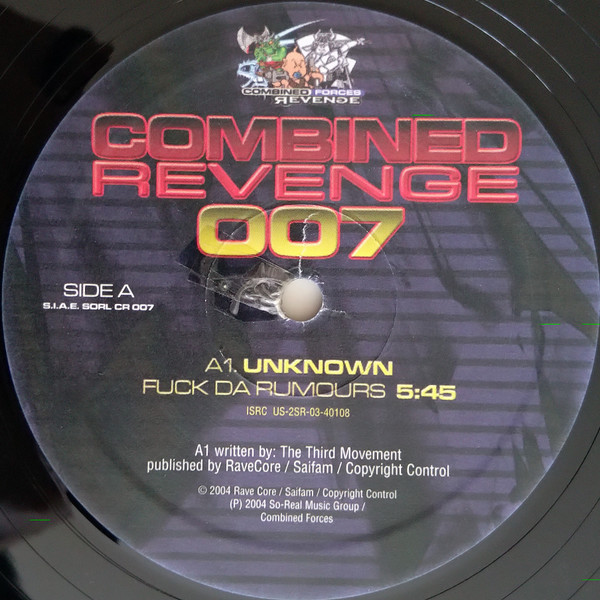 COMBINED FORCES
REVENGE
COMBINED
REVENGE
007
SIDE A
S.I.A.E. SORL CR 007
A1. UNKNOWN
FUCK DA RUMOURS 5:45
ISRC US-2SR-03-40108
A1 written by: The Third Movement
published by RaveCore / Saifam / Copyright Control
© 2004 Rave Core / Saifam / Copyright Control
(P) 2004 So-Real Music Group /
Combined Forces